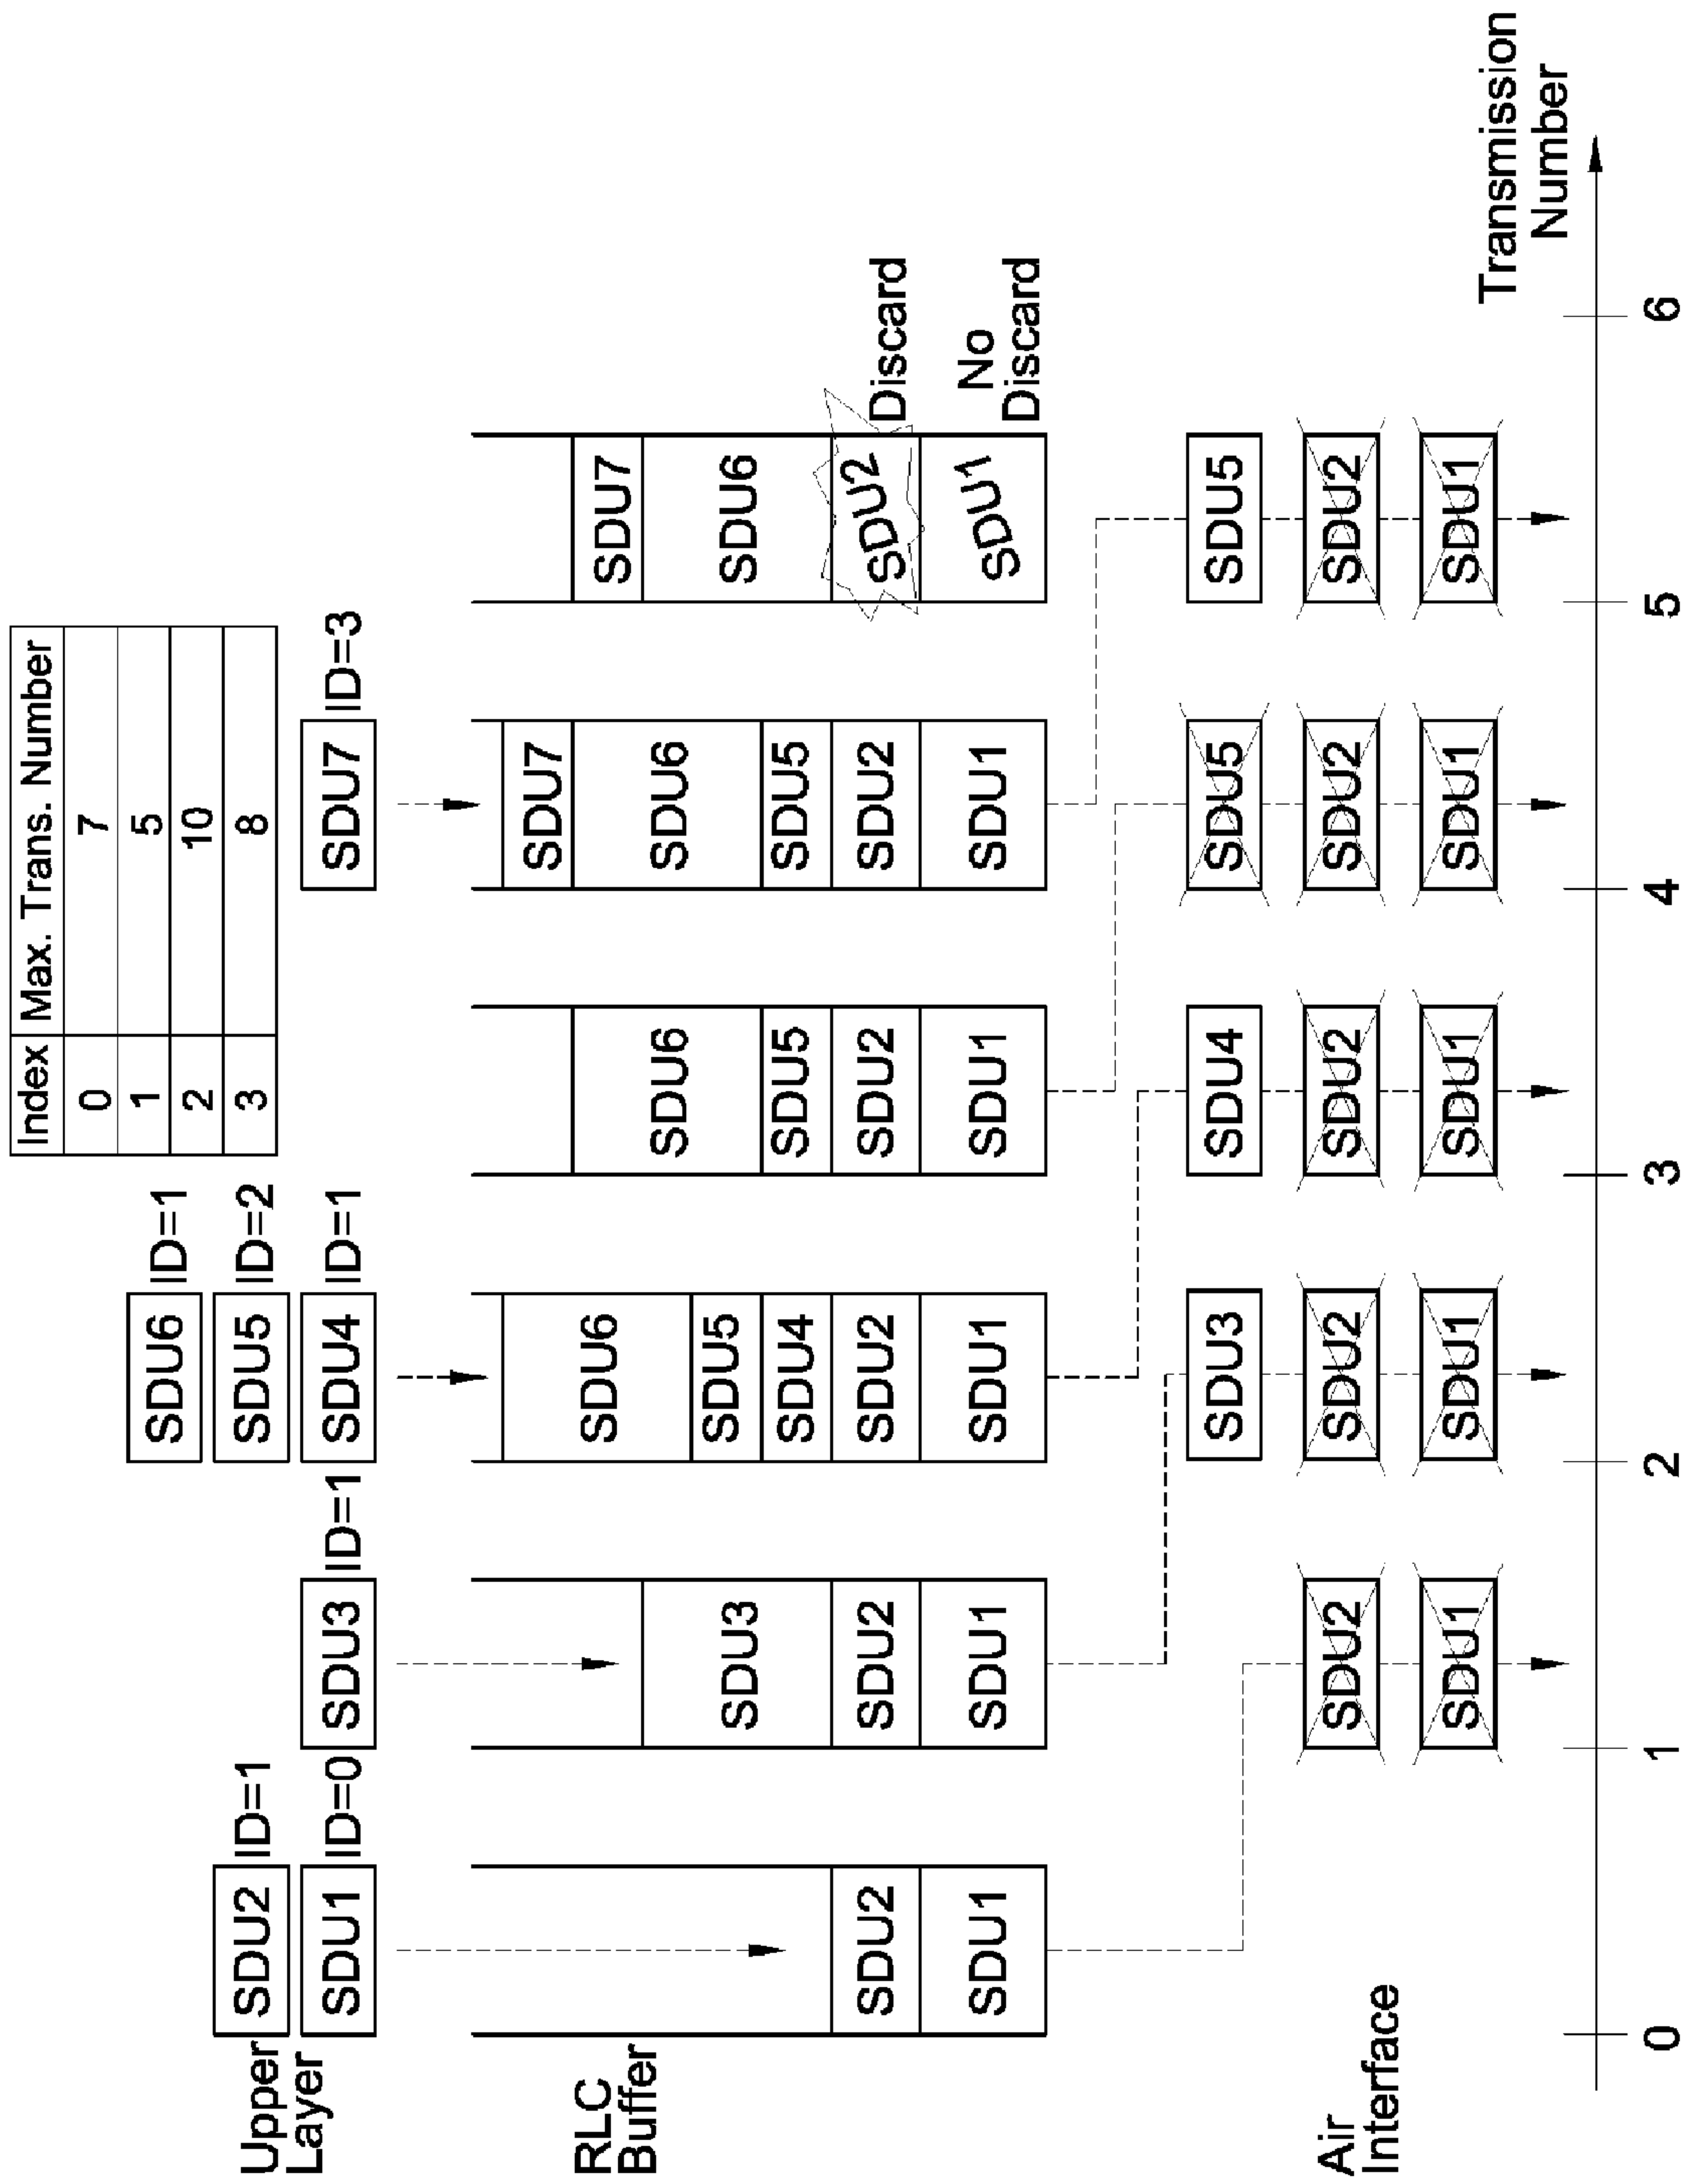 Index Max. Trans. Number
0 7
1 5
2 10
3 8
Upper
Layer
SDU2 ID=1
SDU1 ID=0
SDU3 ID=1
SDU6 ID=1
SDU5 ID=2
SDU4 ID=1
SDU7 ID=3
RLC
Buffer
SDU2
SDU1
SDU3
SDU2
SDU1
SDU6
SDU5
SDU4
SDU2
SDU1
SDU6
SDU5
SDU2
SDU1
SDU7
SDU6
SDU5
SDU2
SDU1
SDU7
SDU6
SDU2 Discard
SDU1 No
Discard
Air
Interface
SDU2
SDU1
SDU3
SDU2
SDU1
SDU4
SDU2
SDU1
SDU5
SDU2
SDU1
SDU5
SDU2
SDU1
Transmission
Number
0 1 2 3 4 5 6